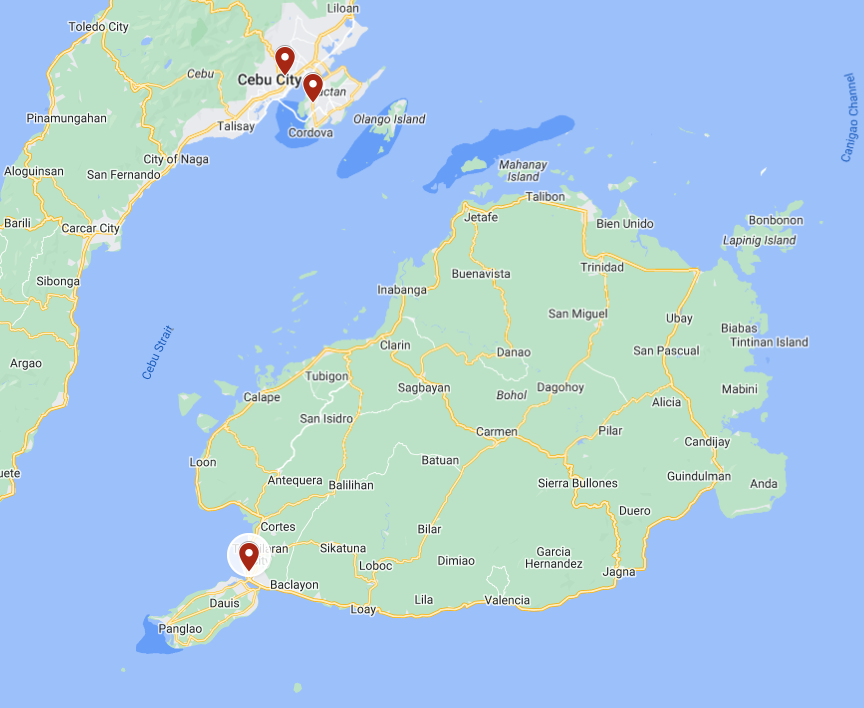 Liloan
Toledo City
Cebu
Cebu City
Pinamungahan
Talisay
Cordova
Olango Island
Canigao Channel
City of Naga
Aloguinsan
San Fernando
Mahanay
Island
Talibon
Barili
Carcar City
Jetafe
Bien Unido
Bonbonon
Lapinig Island
Sibonga
Buenavista
Trinidad
Inabanga
San Miguel
Ubay
Biabas
Tintinan Island
Cebu Strait
Clarin
Danao
San Pascual
Argao
Tubigon
Sagbayan
Dagohoy
Mabini
Calape
Bohol
Alicia
San Isidro
Carmen
Pilar
Candijay
Loon
Batuan
Antequera
Balilihan
Sierra Bullones
Guindulman
Anda
Duero
Cortes
Bilar
Sikatuna
Loboc
Dimiao
Garcia
Hernandez
Jagna
Baclayon
Dauis
Loay
Lila
Valencia
Panglao